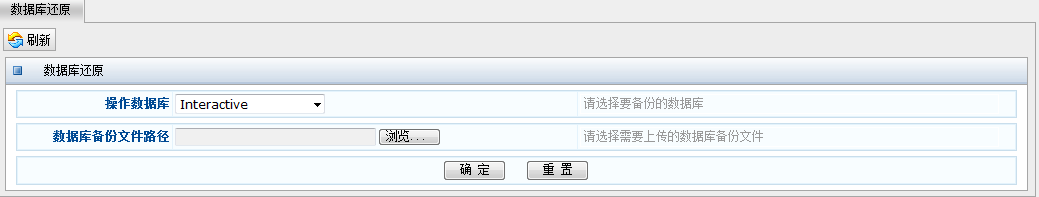 数据库还原
刷新
数据库还原
操作数据库 Interactive 请选择要备份的数据库
数据库备份文件路径 浏览... 请选择需要上传的数据库备份文件
确 定 重 置